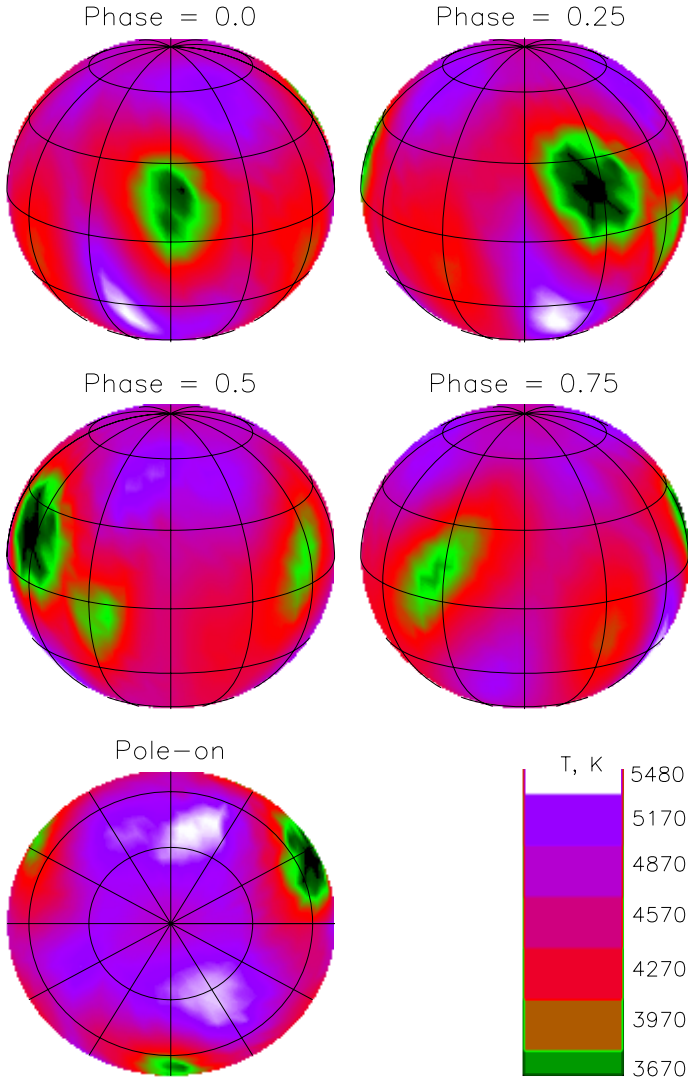 Phase = 0.0
Phase = 0.25
Phase = 0.5
Phase = 0.75
Pole-on
T, K
5480
5170
4870
4570
4270
3970
3670